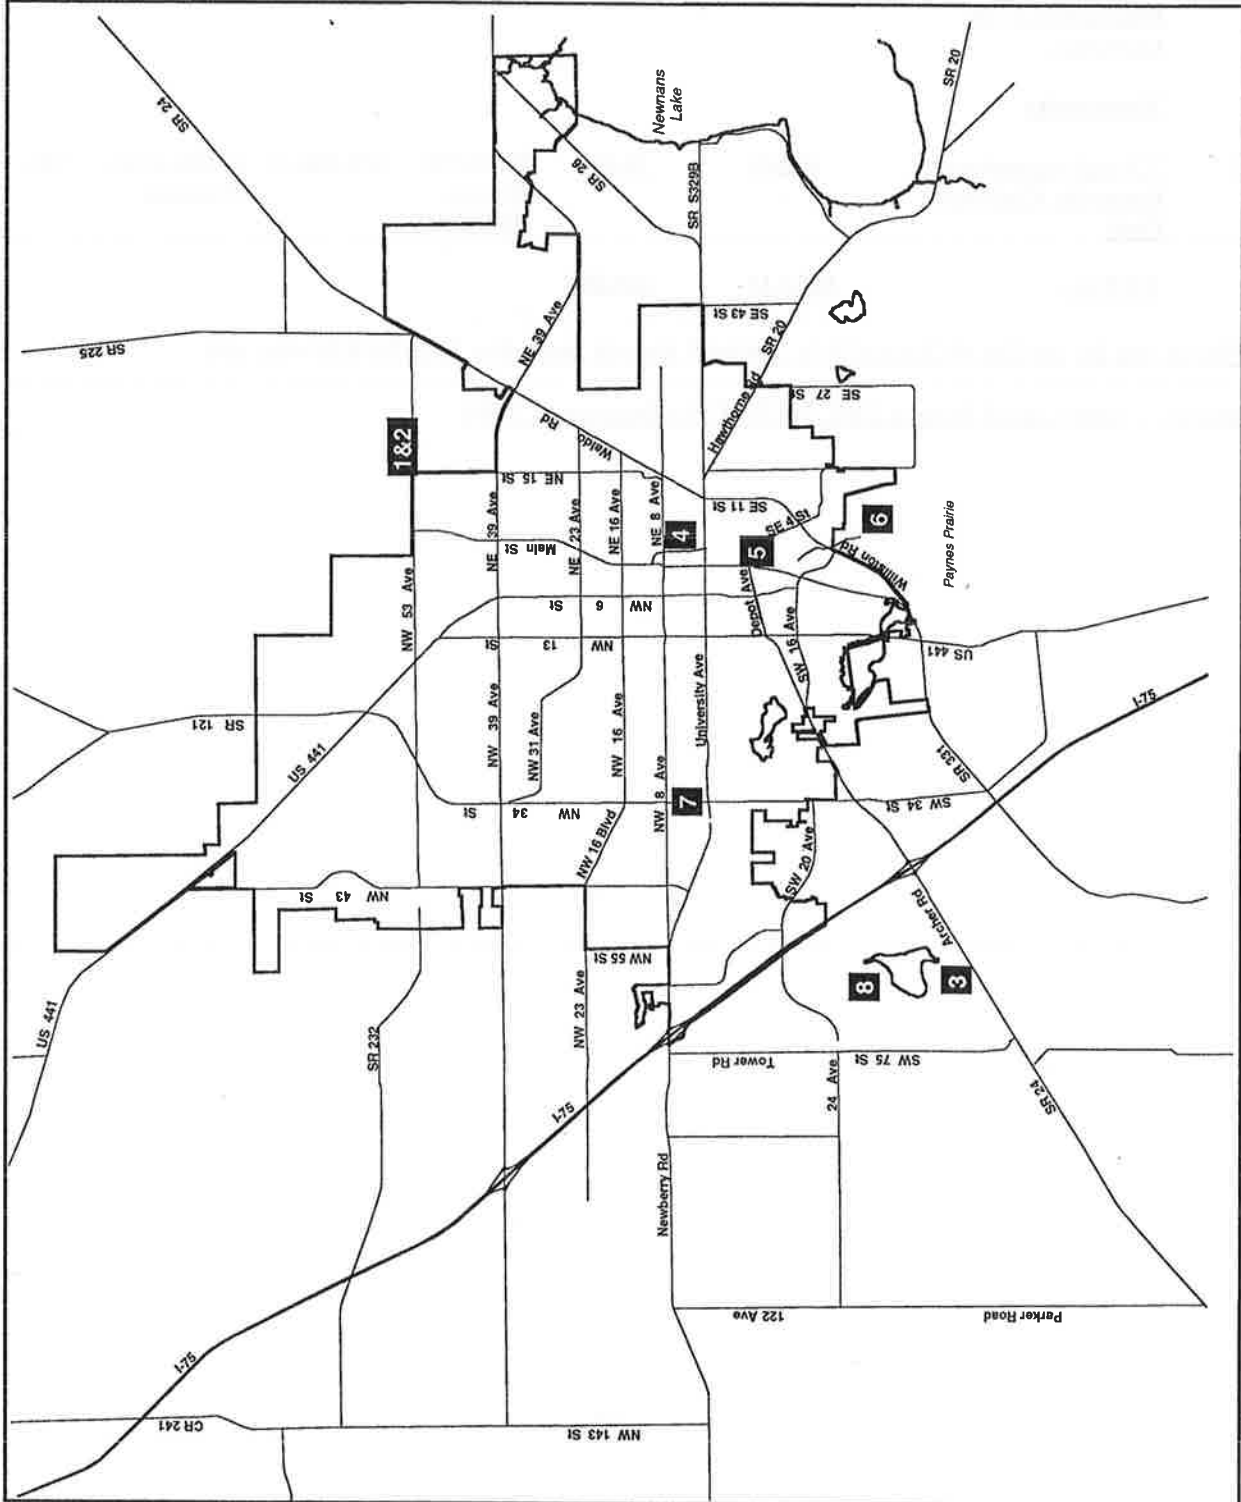 SR 24
SR 20
Newnans
Lake
SR 26
SR S329B
SR 225
NE 39 Ave
SE 43 St
SR 20
Hawthorne Rd
SE 27 St
Waldo
Rd
1&2
NE 15 St
NE 39 Ave
NE 23 Ave
NE 16 Ave
NE 8 Ave
SE 11 St
SE 4 St
Main St
4
5
6
Williston Rd
Paynes Prairie
NW 53 Ave
NW 6 St
Depot Ave
NW 13 St
SW 16 Ave
US 441
SR 121
US 441
NW 39 Ave
NW 31 Ave
NW 16 Ave
NW 8 Ave
University Ave
I-75
SR 331
NW 34 St
7
SW 34 St
NW 16 Blvd
SW 20 Ave
NW 43 St
Archer Rd
NW 55 St
8
3
US 441
SR 232
NW 23 Ave
Tower Rd
SW 75 St
24 Ave
SR 24
I-75
Newberry Rd
122 Ave
Parker Road
I-75
CR 241
NW 143 St